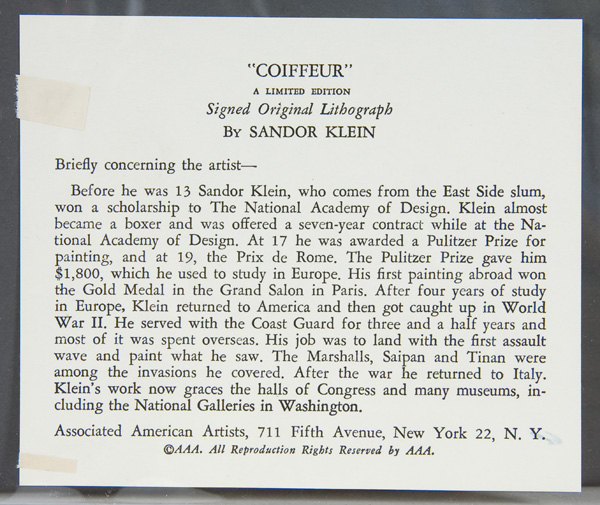 "COIFFEUR"
A LIMITED EDITION
Signed Original Lithograph
By SANDOR KLEIN
Briefly concerning the artist—
Before he was 13 Sandor Klein, who comes from the East Side slum,
won a scholarship to The National Academy of Design. Klein almost
became a boxer and was offered a seven-year contract while at the Na-
tional Academy of Design. At 17 he was awarded a Pulitzer Prize for
painting, and at 19, the Prix de Rome. The Pulitzer Prize gave him
$1,800, which he used to study in Europe. His first painting abroad won
the Gold Medal in the Grand Salon in Paris. After four years of study
in Europe, Klein returned to America and then got caught up in World
War II. He served with the Coast Guard for three and a half years and
most of it was spent overseas. His job was to land with the first assault
wave and paint what he saw. The Marshalls, Saipan and Tinan were
among the invasions he covered. After the war he returned to Italy.
Klein's work now graces the halls of Congress and many museums, in-
cluding the National Galleries in Washington.
Associated American Artists, 711 Fifth Avenue, New York 22, N. Y.
©AAA. All Reproduction Rights Reserved by AAA.